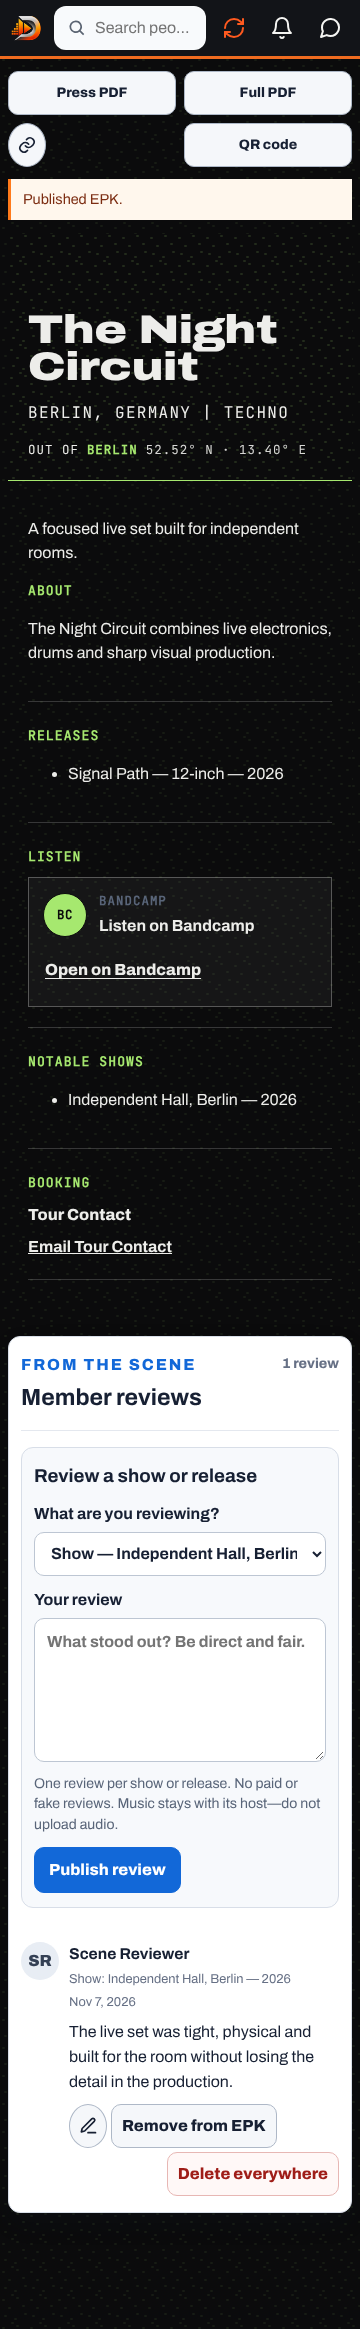 Search peo...
Press PDF
Full PDF
QR code
Published EPK.
The Night
Circuit
BERLIN, GERMANY | TECHNO
OUT OF BERLIN 52.52° N · 13.40° E
A focused live set built for independent
rooms.
ABOUT
The Night Circuit combines live electronics,
drums and sharp visual production.
RELEASES
• Signal Path — 12-inch — 2026
LISTEN
BC
BANDCAMP
Listen on Bandcamp
Open on Bandcamp
NOTABLE SHOWS
• Independent Hall, Berlin — 2026
BOOKING
Tour Contact
Email Tour Contact
FROM THE SCENE
1 review
Member reviews
Review a show or release
What are you reviewing?
Show — Independent Hall, Berlin
Your review
What stood out? Be direct and fair.
One review per show or release. No paid or
fake reviews. Music stays with its host—do not
upload audio.
Publish review
SR
Scene Reviewer
Show: Independent Hall, Berlin — 2026
Nov 7, 2026
The live set was tight, physical and
built for the room without losing the
detail in the production.
Remove from EPK
Delete everywhere